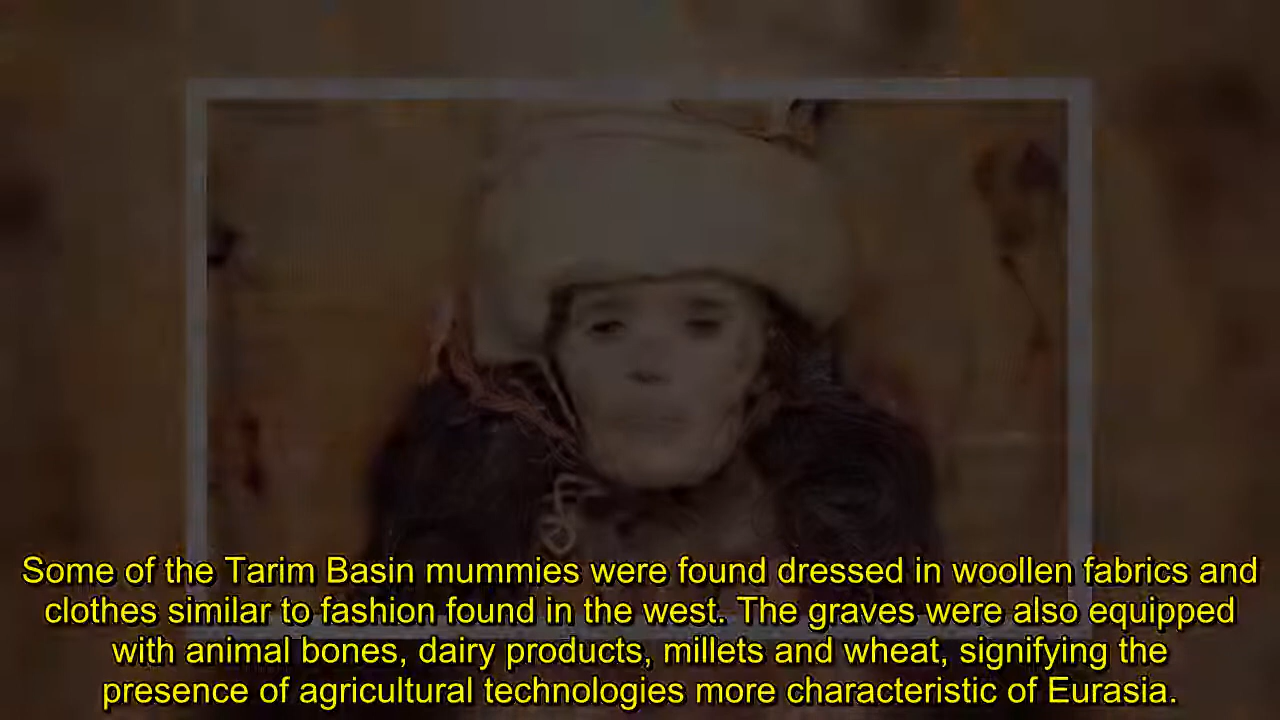 Some of the Tarim Basin mummies were found dressed in woollen fabrics and
clothes similar to fashion found in the west. The graves were also equipped
with animal bones, dairy products, millets and wheat, signifying the
presence of agricultural technologies more characteristic of Eurasia.